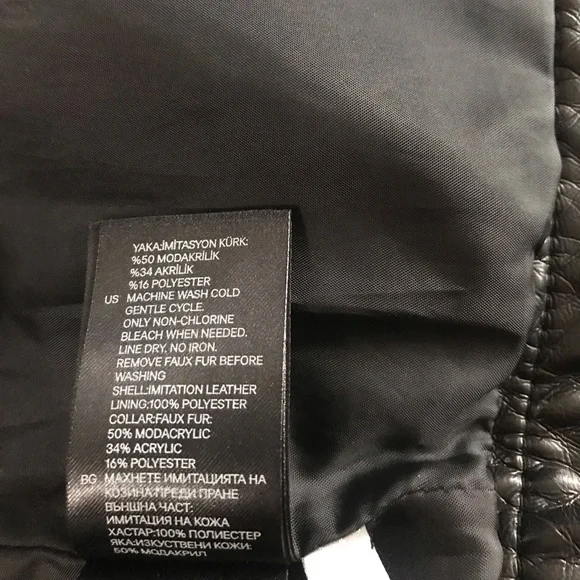 YAKA:İMİTASYON KÜRK:
%50 MODAKRİLİK
%34 AKRİLİK
%16 POLYESTER
US MACHINE WASH COLD
GENTLE CYCLE.
ONLY NON-CHLORINE
BLEACH WHEN NEEDED.
LINE DRY. NO IRON.
REMOVE FAUX FUR BEFORE
WASHING
SHELL:IMITATION LEATHER
LINING:100% POLYESTER
COLLAR:FAUX FUR:
50% MODACRYLIC
34% ACRYLIC
16% POLYESTER
BG МАХНЕТЕ ИМИТАЦИЯТА НА
КОЗИНА ПРЕДИ ПРАНЕ
ВЪНШНА ЧАСТ:
ИМИТАЦИЯ НА КОЖА
ХАСТАР:100% ПОЛИЕСТЕР
ЯКА:ИЗКУСТВЕНИ КОЖИ:
50% МОДАКРИЛ